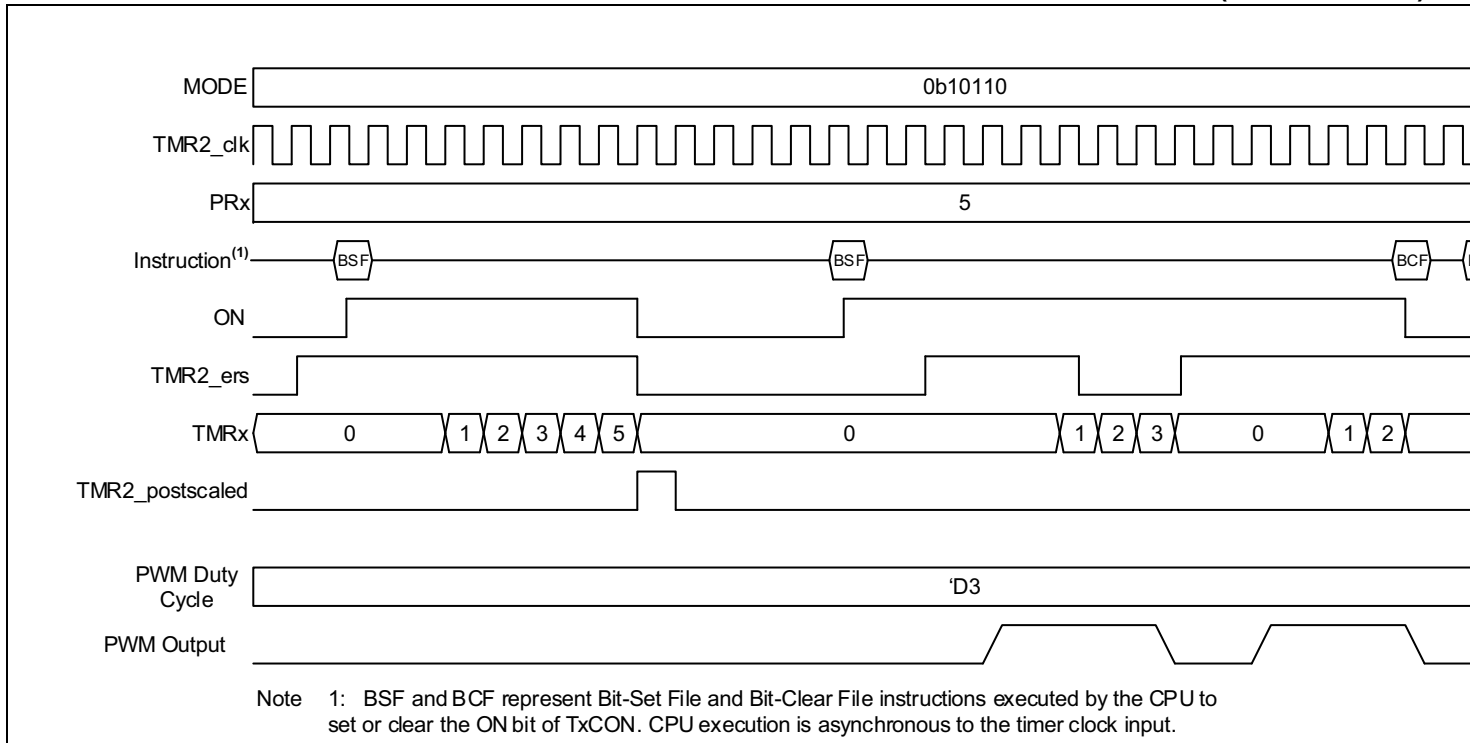 MODE 0b10110
TMR2_clk
PRx 5
Instruction(1) BSF BSF BCF
ON
TMR2_ers
TMRx 0 1 2 3 4 5 0 1 2 3 0 1 2
TMR2_postscaled
PWM Duty
Cycle
‘D3
PWM Output
Note 1: BSF and BCF represent Bit-Set File and Bit-Clear File instructions executed by the CPU to
set or clear the ON bit of TxCON. CPU execution is asynchronous to the timer clock input.